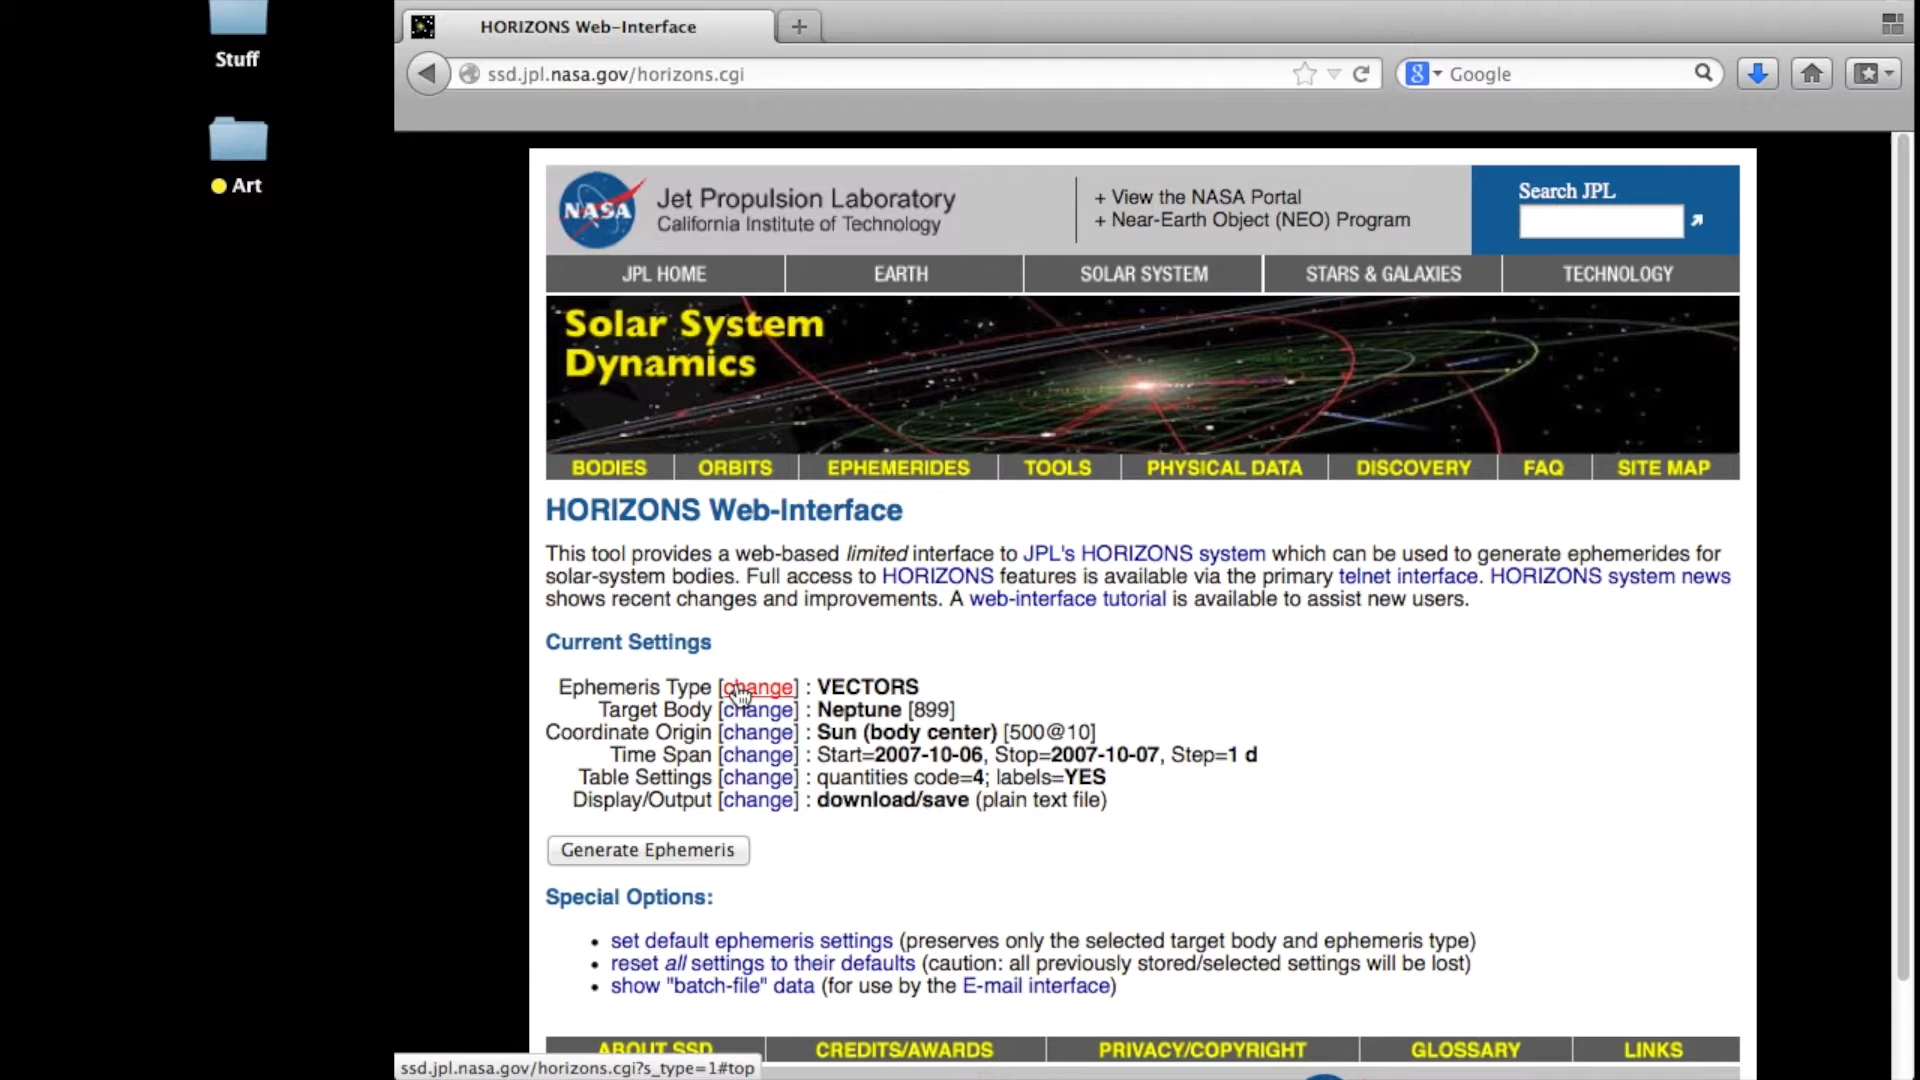 Stuff
Art
HORIZONS Web-Interface
ssd.jpl.nasa.gov/horizons.cgi
Google
NASA
Jet Propulsion Laboratory
California Institute of Technology
+ View the NASA Portal
+ Near-Earth Object (NEO) Program
Search JPL
JPL HOME
EARTH
SOLAR SYSTEM
STARS & GALAXIES
TECHNOLOGY
Solar System
Dynamics
BODIES
ORBITS
EPHEMERIDES
TOOLS
PHYSICAL DATA
DISCOVERY
FAQ
SITE MAP
HORIZONS Web-Interface
This tool provides a web-based limited interface to JPL's HORIZONS system which can be used to generate ephemerides for
solar-system bodies. Full access to HORIZONS features is available via the primary telnet interface. HORIZONS system news
shows recent changes and improvements. A web-interface tutorial is available to assist new users.
Current Settings
Ephemeris Type [change] : VECTORS
Target Body [change] : Neptune [899]
Coordinate Origin [change] : Sun (body center) [500@10]
Time Span [change] : Start=2007-10-06, Stop=2007-10-07, Step=1 d
Table Settings [change] : quantities code=4; labels=YES
Display/Output [change] : download/save (plain text file)
Generate Ephemeris
Special Options:
• set default ephemeris settings (preserves only the selected target body and ephemeris type)
• reset all settings to their defaults (caution: all previously stored/selected settings will be lost)
• show "batch-file" data (for use by the E-mail interface)
ABOUT SSD
CREDITS/AWARDS
PRIVACY/COPYRIGHT
GLOSSARY
LINKS
ssd.jpl.nasa.gov/horizons.cgi?s_type=1#top